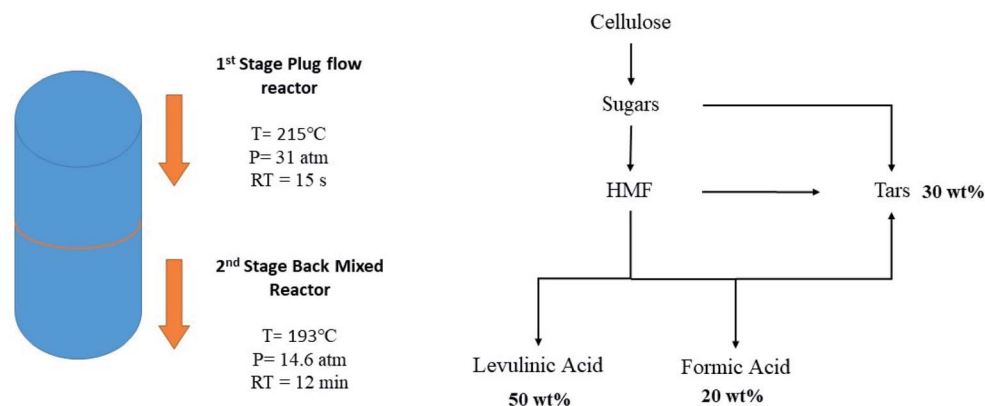 1st Stage Plug flow
reactor
T= 215℃
P= 31 atm
RT = 15 s
2nd Stage Back Mixed
Reactor
T= 193℃
P= 14.6 atm
RT = 12 min
Cellulose
Sugars
HMF
Tars 30 wt%
Levulinic Acid
50 wt%
Formic Acid
20 wt%